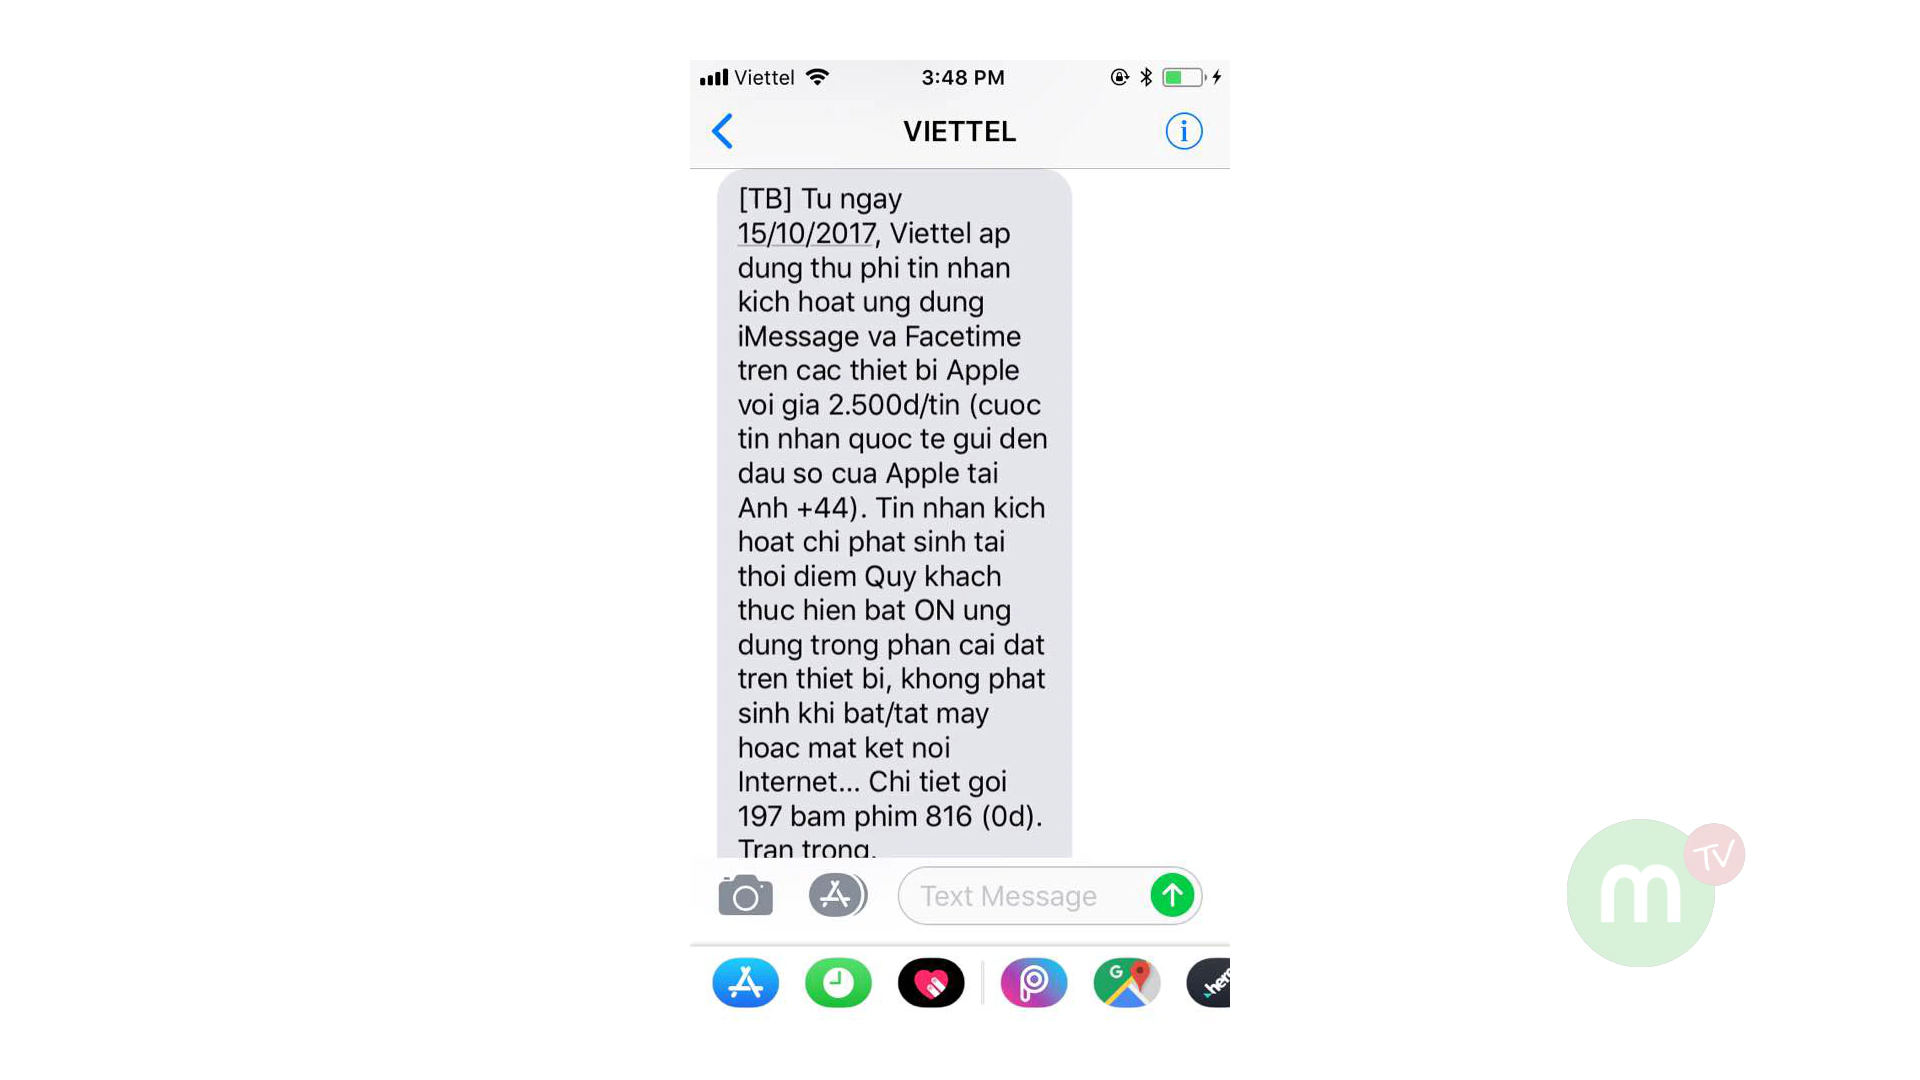 Viettel
3:48 PM
VIETTEL
[TB] Tu ngay
15/10/2017, Viettel ap
dung thu phi tin nhan
kich hoat ung dung
iMessage va Facetime
tren cac thiet bi Apple
voi gia 2.500d/tin (cuoc
tin nhan quoc te gui den
dau so cua Apple tai
Anh +44). Tin nhan kich
hoat chi phat sinh tai
thoi diem Quy khach
thuc hien bat ON ung
dung trong phan cai dat
tren thiet bi, khong phat
sinh khi bat/tat may
hoac mat ket noi
Internet... Chi tiet goi
197 bam phim 816 (0d).
Tran trong.
Text Message
G
here
m
TV